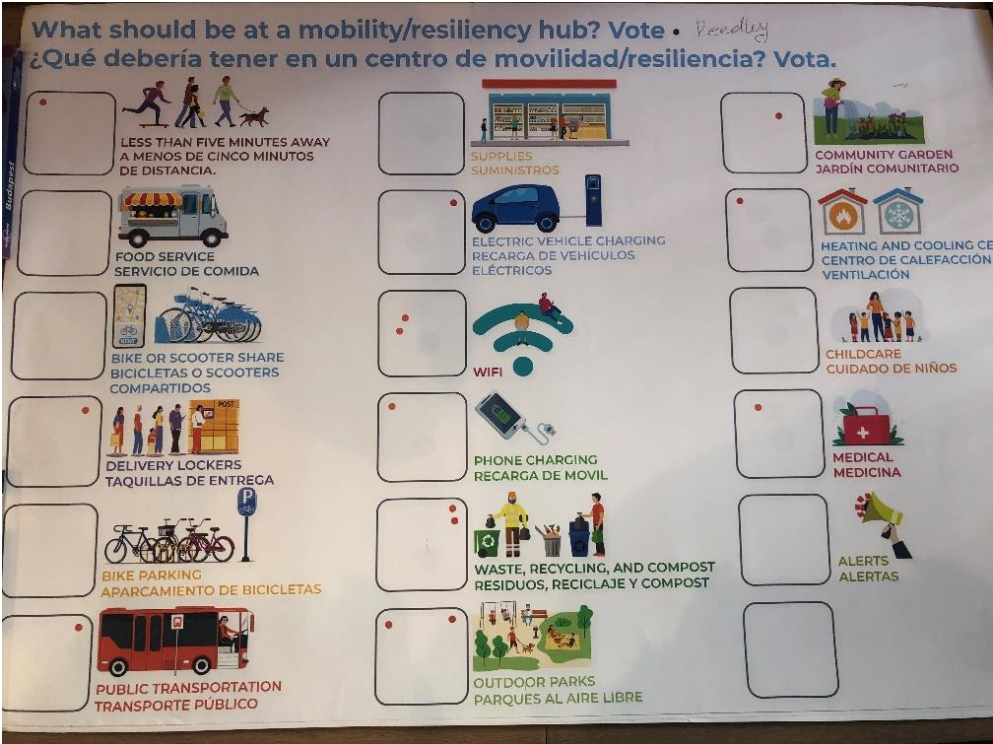 What should be at a mobility/resiliency hub? Vote • Reedley
¿Qué debería tener en un centro de movilidad/resiliencia? Vota.
LESS THAN FIVE MINUTES AWAY
A MENOS DE CINCO MINUTOS
DE DISTANCIA.
FOOD SERVICE
SERVICIO DE COMIDA
RENT
BIKE OR SCOOTER SHARE
BICICLETAS O SCOOTERS
COMPARTIDOS
POST
DELIVERY LOCKERS
TAQUILLAS DE ENTREGA
P
BIKE PARKING
APARCAMIENTO DE BICICLETAS
PUBLIC TRANSPORTATION
TRANSPORTE PÚBLICO
SUPPLIES
SUMINISTROS
ELECTRIC VEHICLE CHARGING
RECARGA DE VEHÍCULOS
ELÉCTRICOS
WIFI
PHONE CHARGING
RECARGA DE MOVIL
WASTE, RECYCLING, AND COMPOST
RESIDUOS, RECICLAJE Y COMPOST
OUTDOOR PARKS
PARQUES AL AIRE LIBRE
COMMUNITY GARDEN
JARDÍN COMUNITARIO
HEATING AND COOLING CE
CENTRO DE CALEFACCIÓN
VENTILACIÓN
CHILDCARE
CUIDADO DE NIÑOS
MEDICAL
MEDICINA
ALERTS
ALERTAS
Budapest